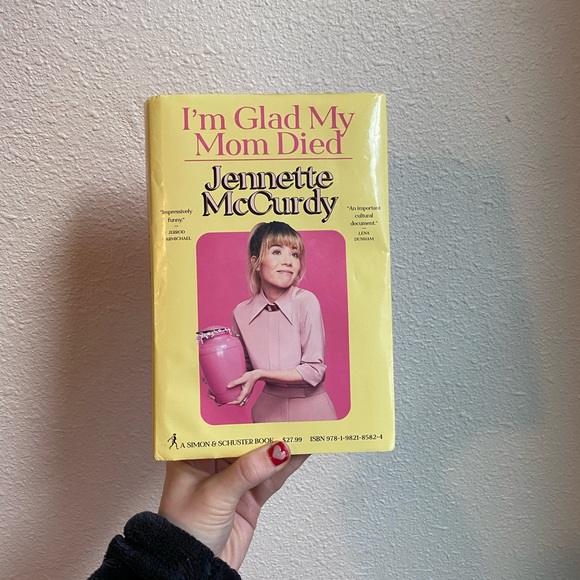 I'm Glad My
Mom Died
Jennette
McCurdy
"Impressively
funny."
—
JERROD
CARMICHAEL
"An important
cultural
document."
—
LENA
DUNHAM
A SIMON & SCHUSTER BOOK $27.99 ISBN 978-1-9821-8582-4